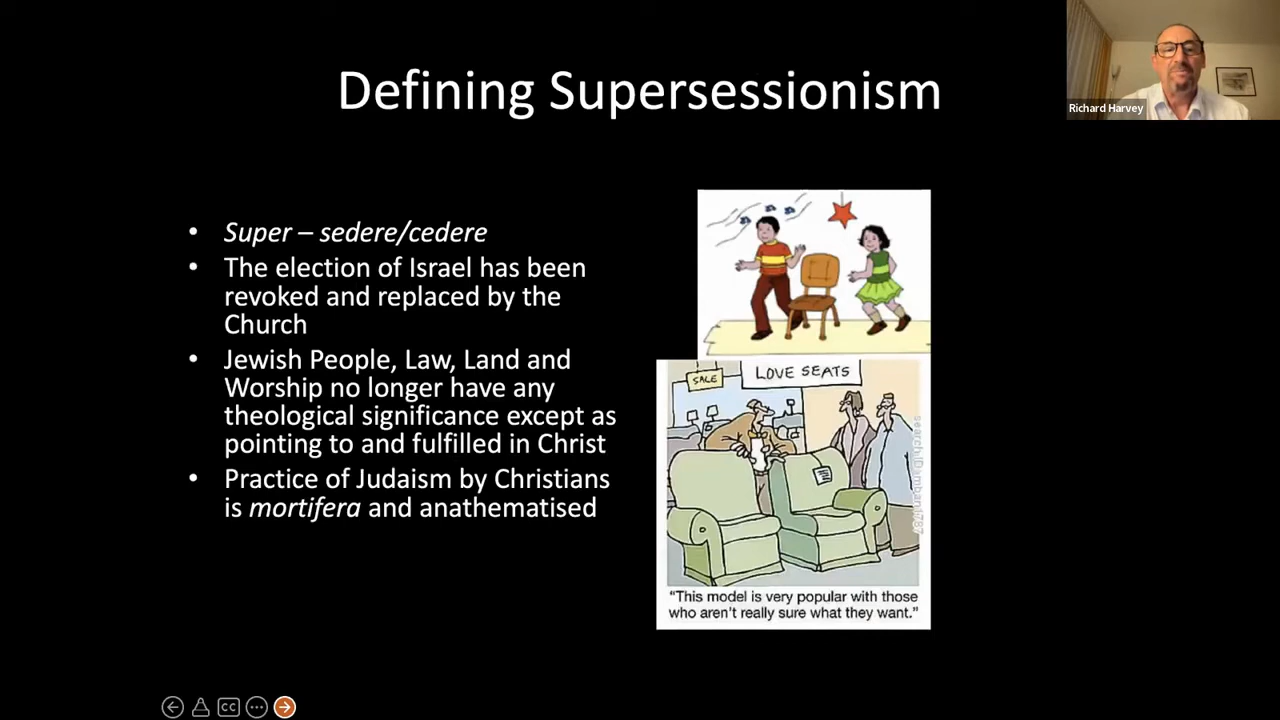 Defining Supersessionism
Richard Harvey
• Super – sedere/cedere
• The election of Israel has been
revoked and replaced by the
Church
• Jewish People, Law, Land and
Worship no longer have any
theological significance except as
pointing to and fulfilled in Christ
• Practice of Judaism by Christians
is mortifera and anathematised
SALE
LOVE SEATS
"This model is very popular with those
who aren't really sure what they want."
CC